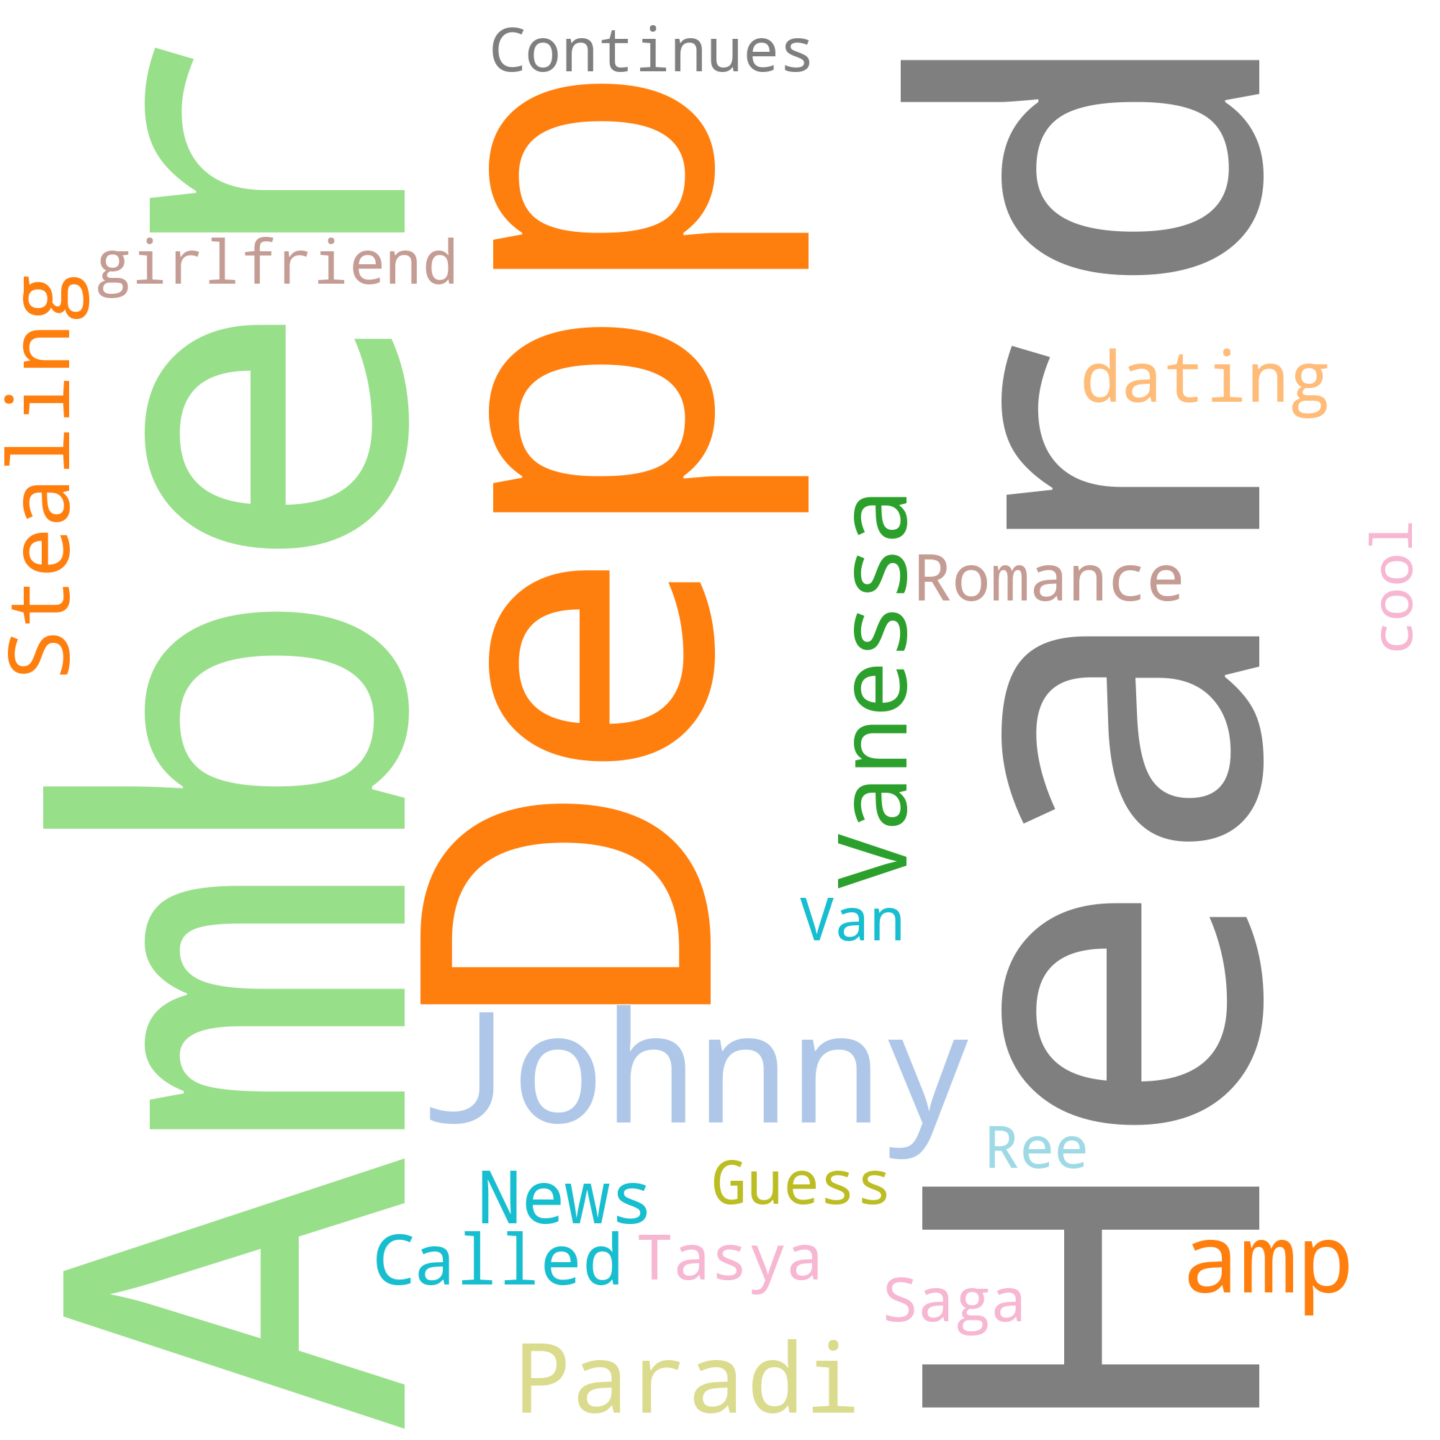 Continues
Amber
Depp
Heard
girlfriend
Stealing
dating
Vanessa
Romance
cool
Van
Johnny
Ree
News
Guess
Called
Tasya
amp
Saga
Paradi